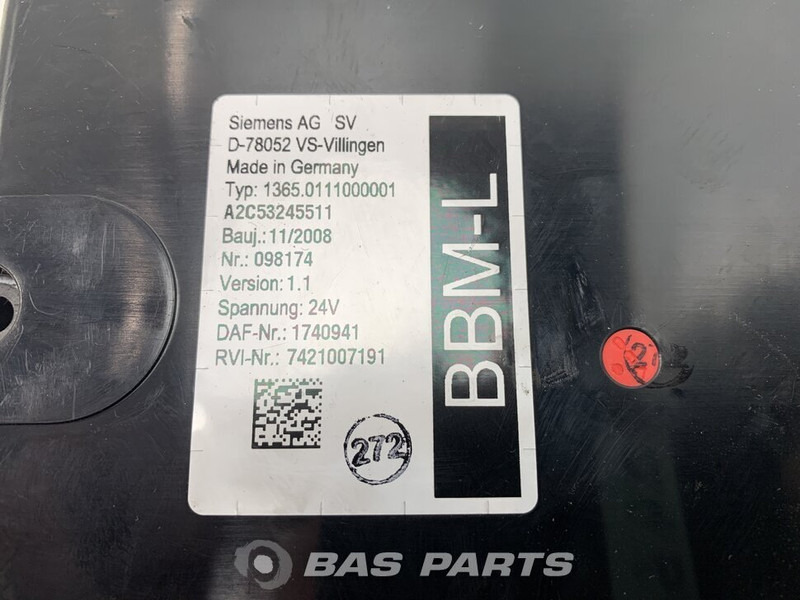 Siemens AG SV
D-78052 VS-Villingen
Made in Germany
Typ: 1365.0111000001
A2C53245511
Bauj.: 11/2008
Nr.: 098174
Version: 1.1
Spannung: 24V
DAF-Nr.: 1740941
RVI-Nr.: 7421007191
272
BBM-L
BAS PARTS